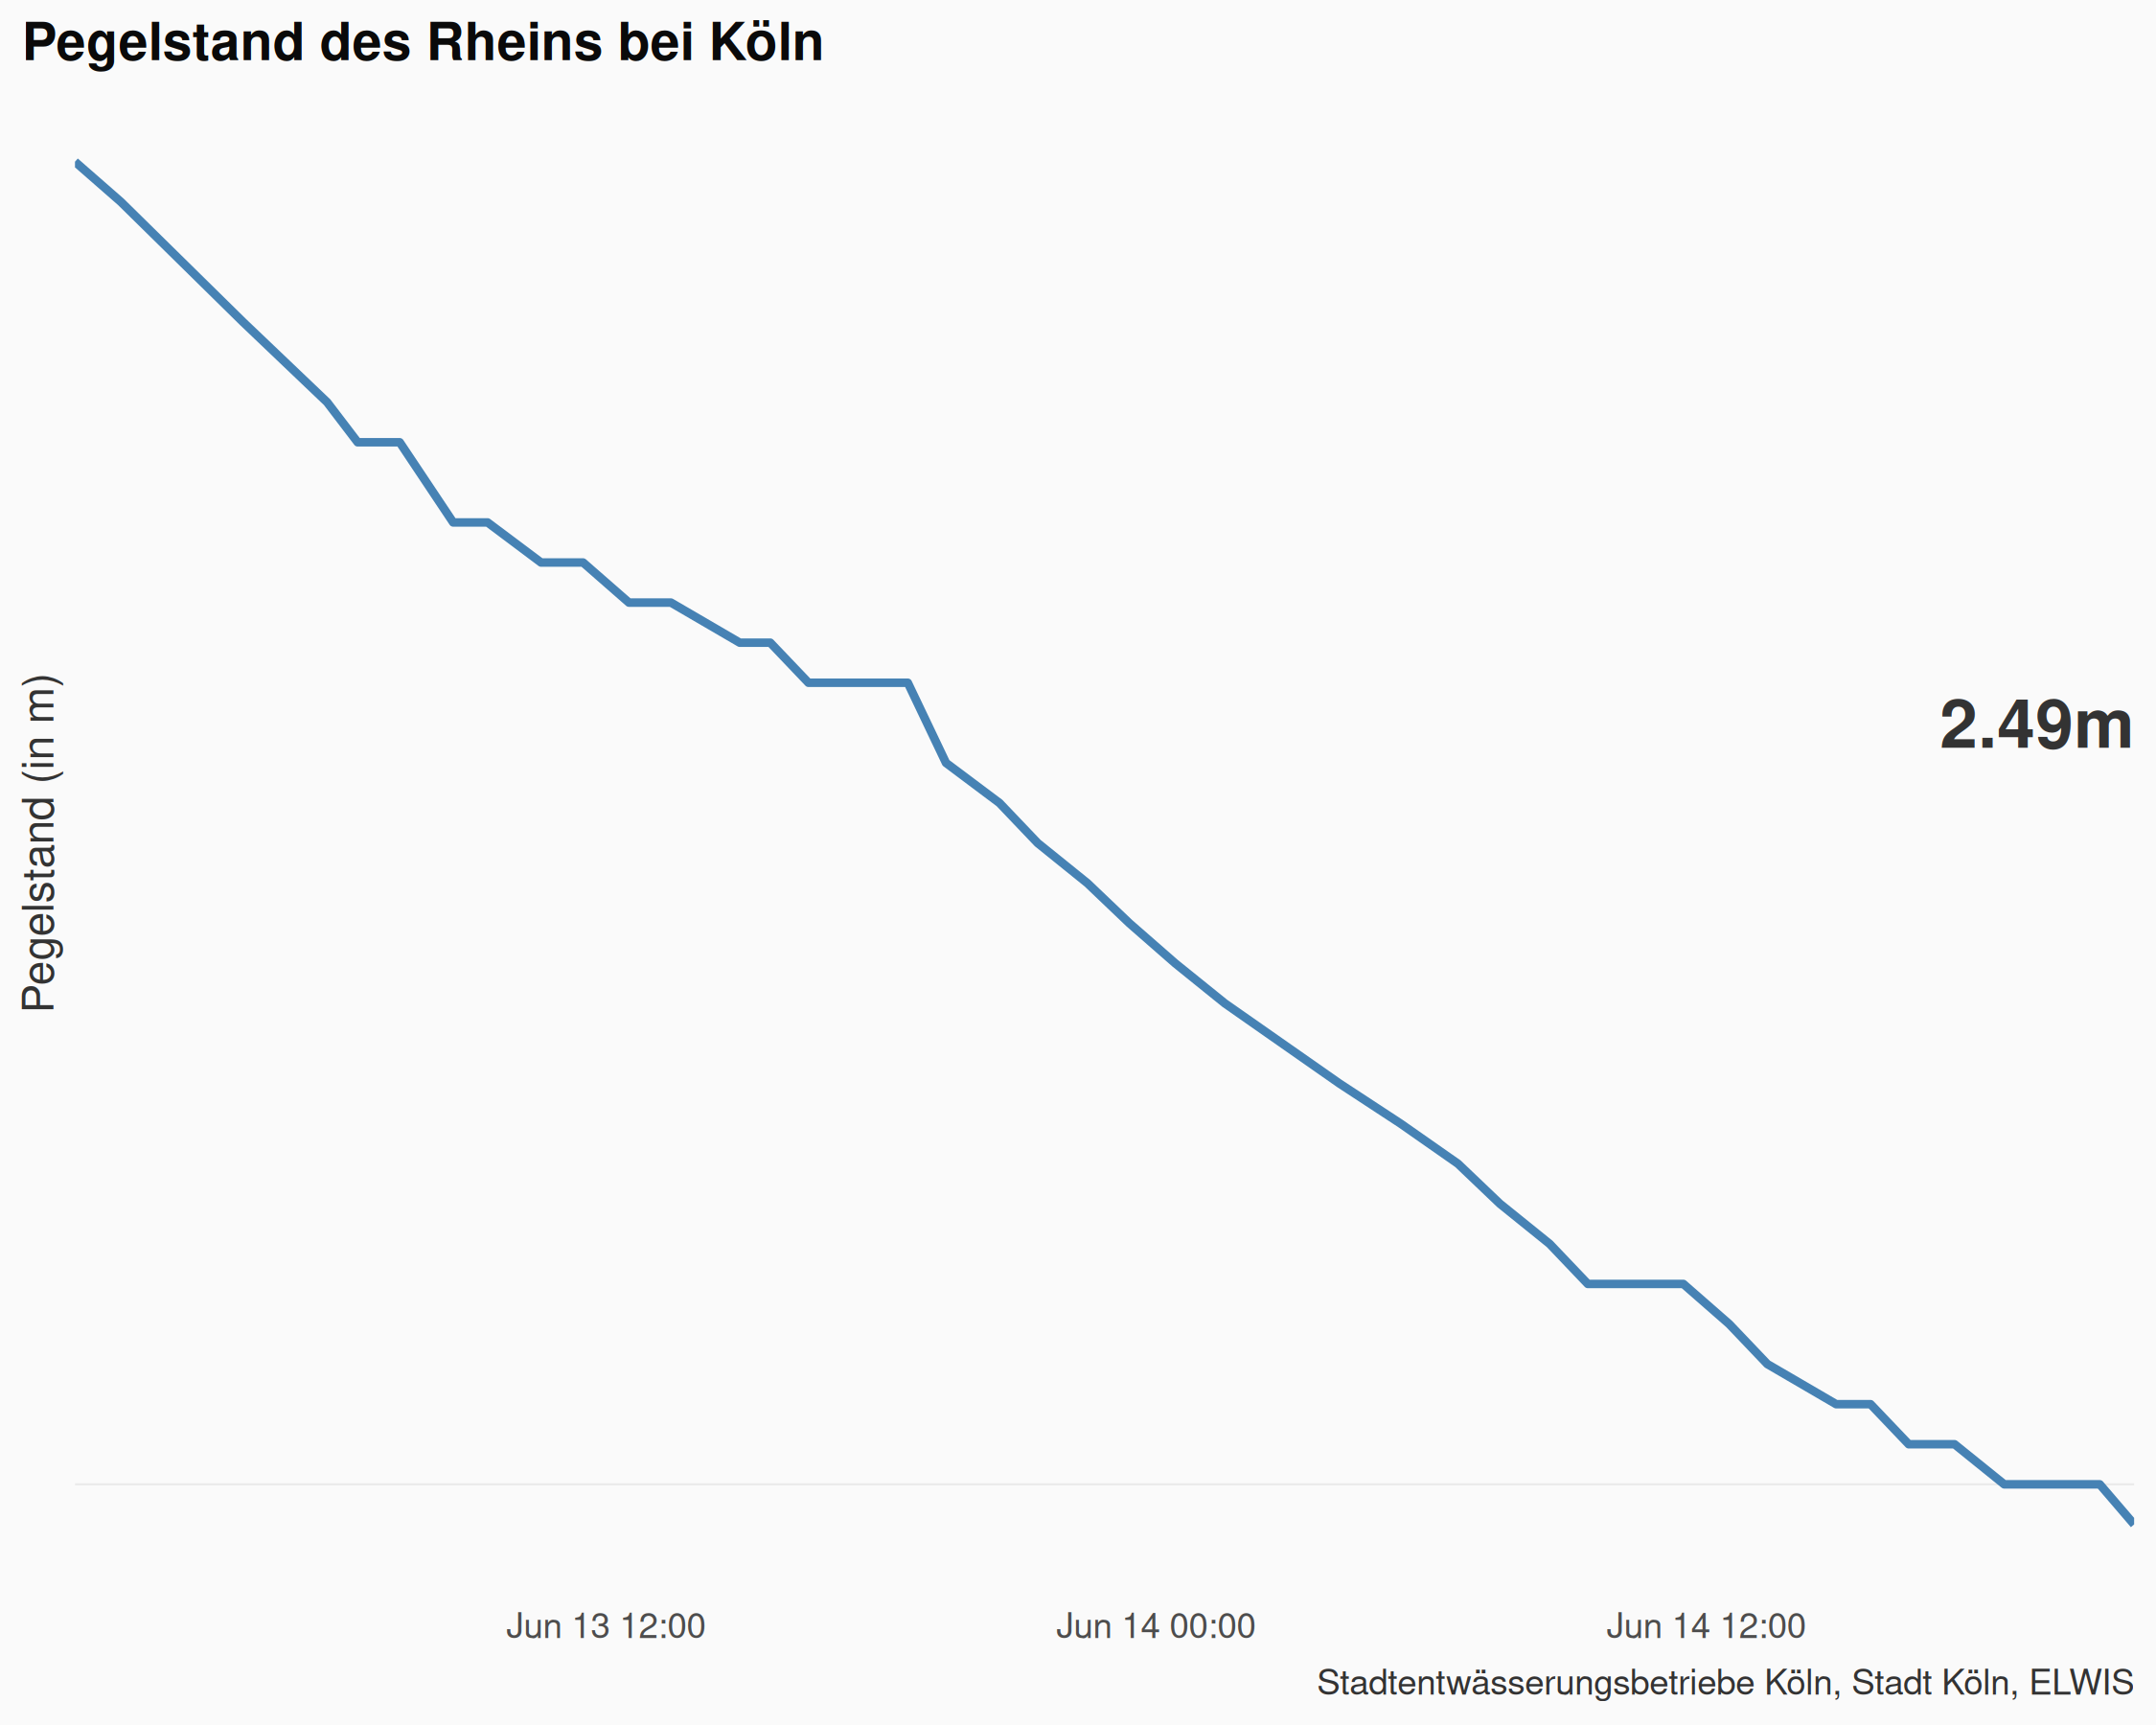 Pegelstand des Rheins bei Köln
Pegelstand (in m)
2.49m
Jun 13 12:00
Jun 14 00:00
Jun 14 12:00
Stadtentwässerungsbetriebe Köln, Stadt Köln, ELWIS